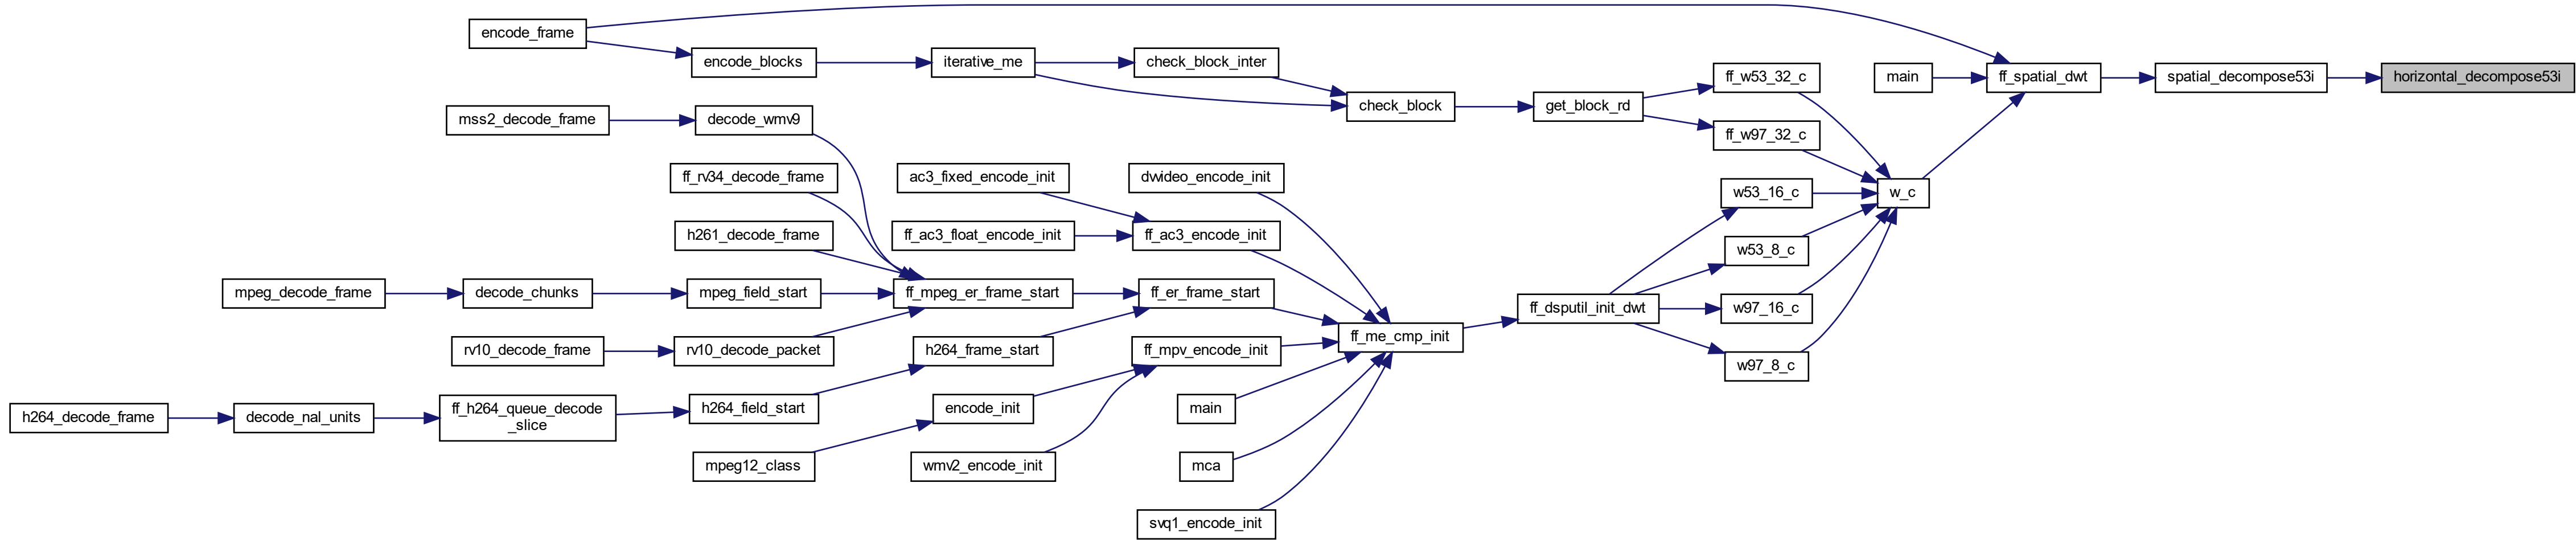 encode_frame
encode_blocks
iterative_me
check_block_inter
ff_w53_32_c
main
ff_spatial_dwt
spatial_decompose53i
horizontal_decompose53i
mss2_decode_frame
decode_wmv9
check_block
get_block_rd
ff_w97_32_c
ff_rv34_decode_frame
ac3_fixed_encode_init
dvvideo_encode_init
w53_16_c
w_c
h261_decode_frame
ff_ac3_float_encode_init
ff_ac3_encode_init
w53_8_c
mpeg_decode_frame
decode_chunks
mpeg_field_start
ff_mpeg_er_frame_start
ff_er_frame_start
ff_dsputil_init_dwt
w97_16_c
rv10_decode_frame
rv10_decode_packet
h264_frame_start
ff_mpv_encode_init
ff_me_cmp_init
w97_8_c
h264_decode_frame
decode_nal_units
ff_h264_queue_decode
_slice
h264_field_start
encode_init
main
mpeg12_class
wmv2_encode_init
mca
svq1_encode_init